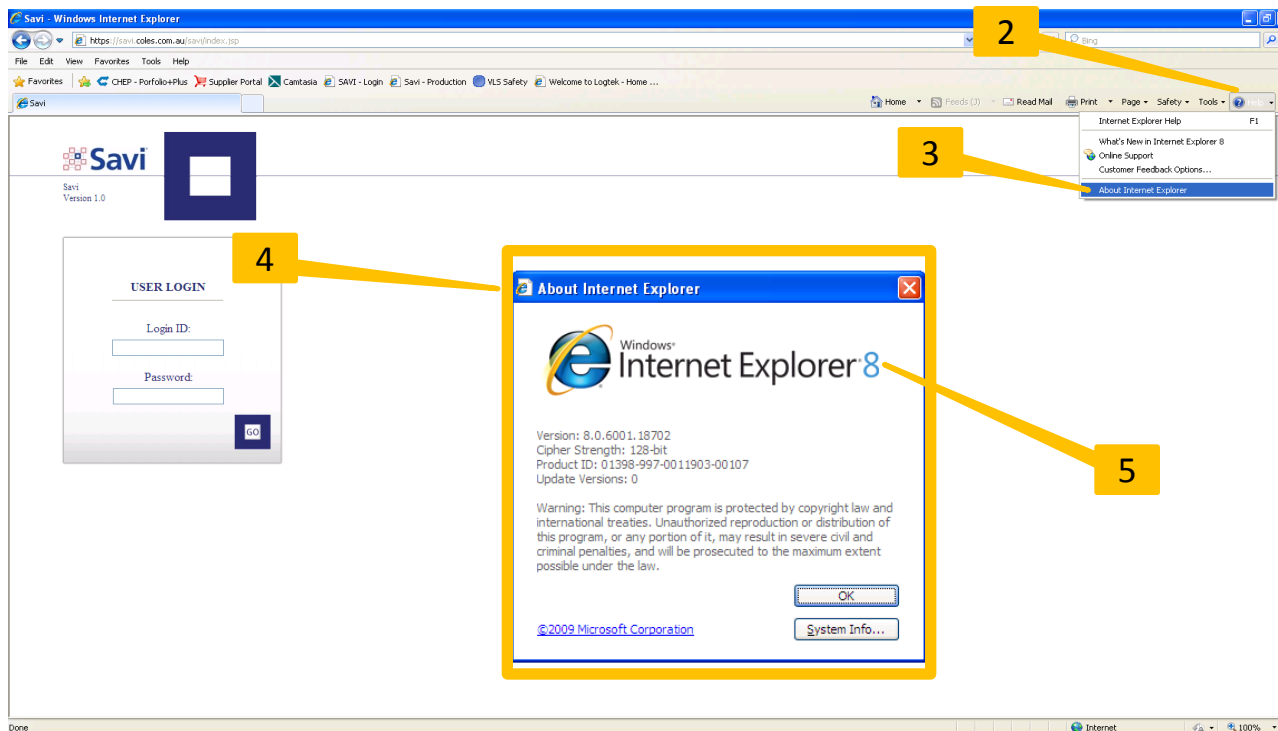 Savi - Windows Internet Explorer
2
https://savi.coles.com.au/savi/index.jsp
Bing
File Edit View Favorites Tools Help
Favorites CHEP - Porfolio+Plus Supplier Portal Camtasia SAVI - Login Savi - Production VLS Safety Welcome to Logtek - Home ...
Savi
Home Feeds (J) Read Mail Print Page Safety Tools Help
Internet Explorer Help F1
What's New in Internet Explorer 8
Online Support
Customer Feedback Options...
About Internet Explorer
3
Savi
Savi
Version 1.0
4
USER LOGIN
Login ID:
Password:
GO
About Internet Explorer
Windows
Internet Explorer 8
5
Version: 8.0.6001.18702
Cipher Strength: 128-bit
Product ID: 01398-997-0011903-00107
Update Versions: 0
Warning: This computer program is protected by copyright law and
international treaties. Unauthorized reproduction or distribution of
this program, or any portion of it, may result in severe civil and
criminal penalties, and will be prosecuted to the maximum extent
possible under the law.
OK
©2009 Microsoft Corporation
System Info...
Done
Internet
100%